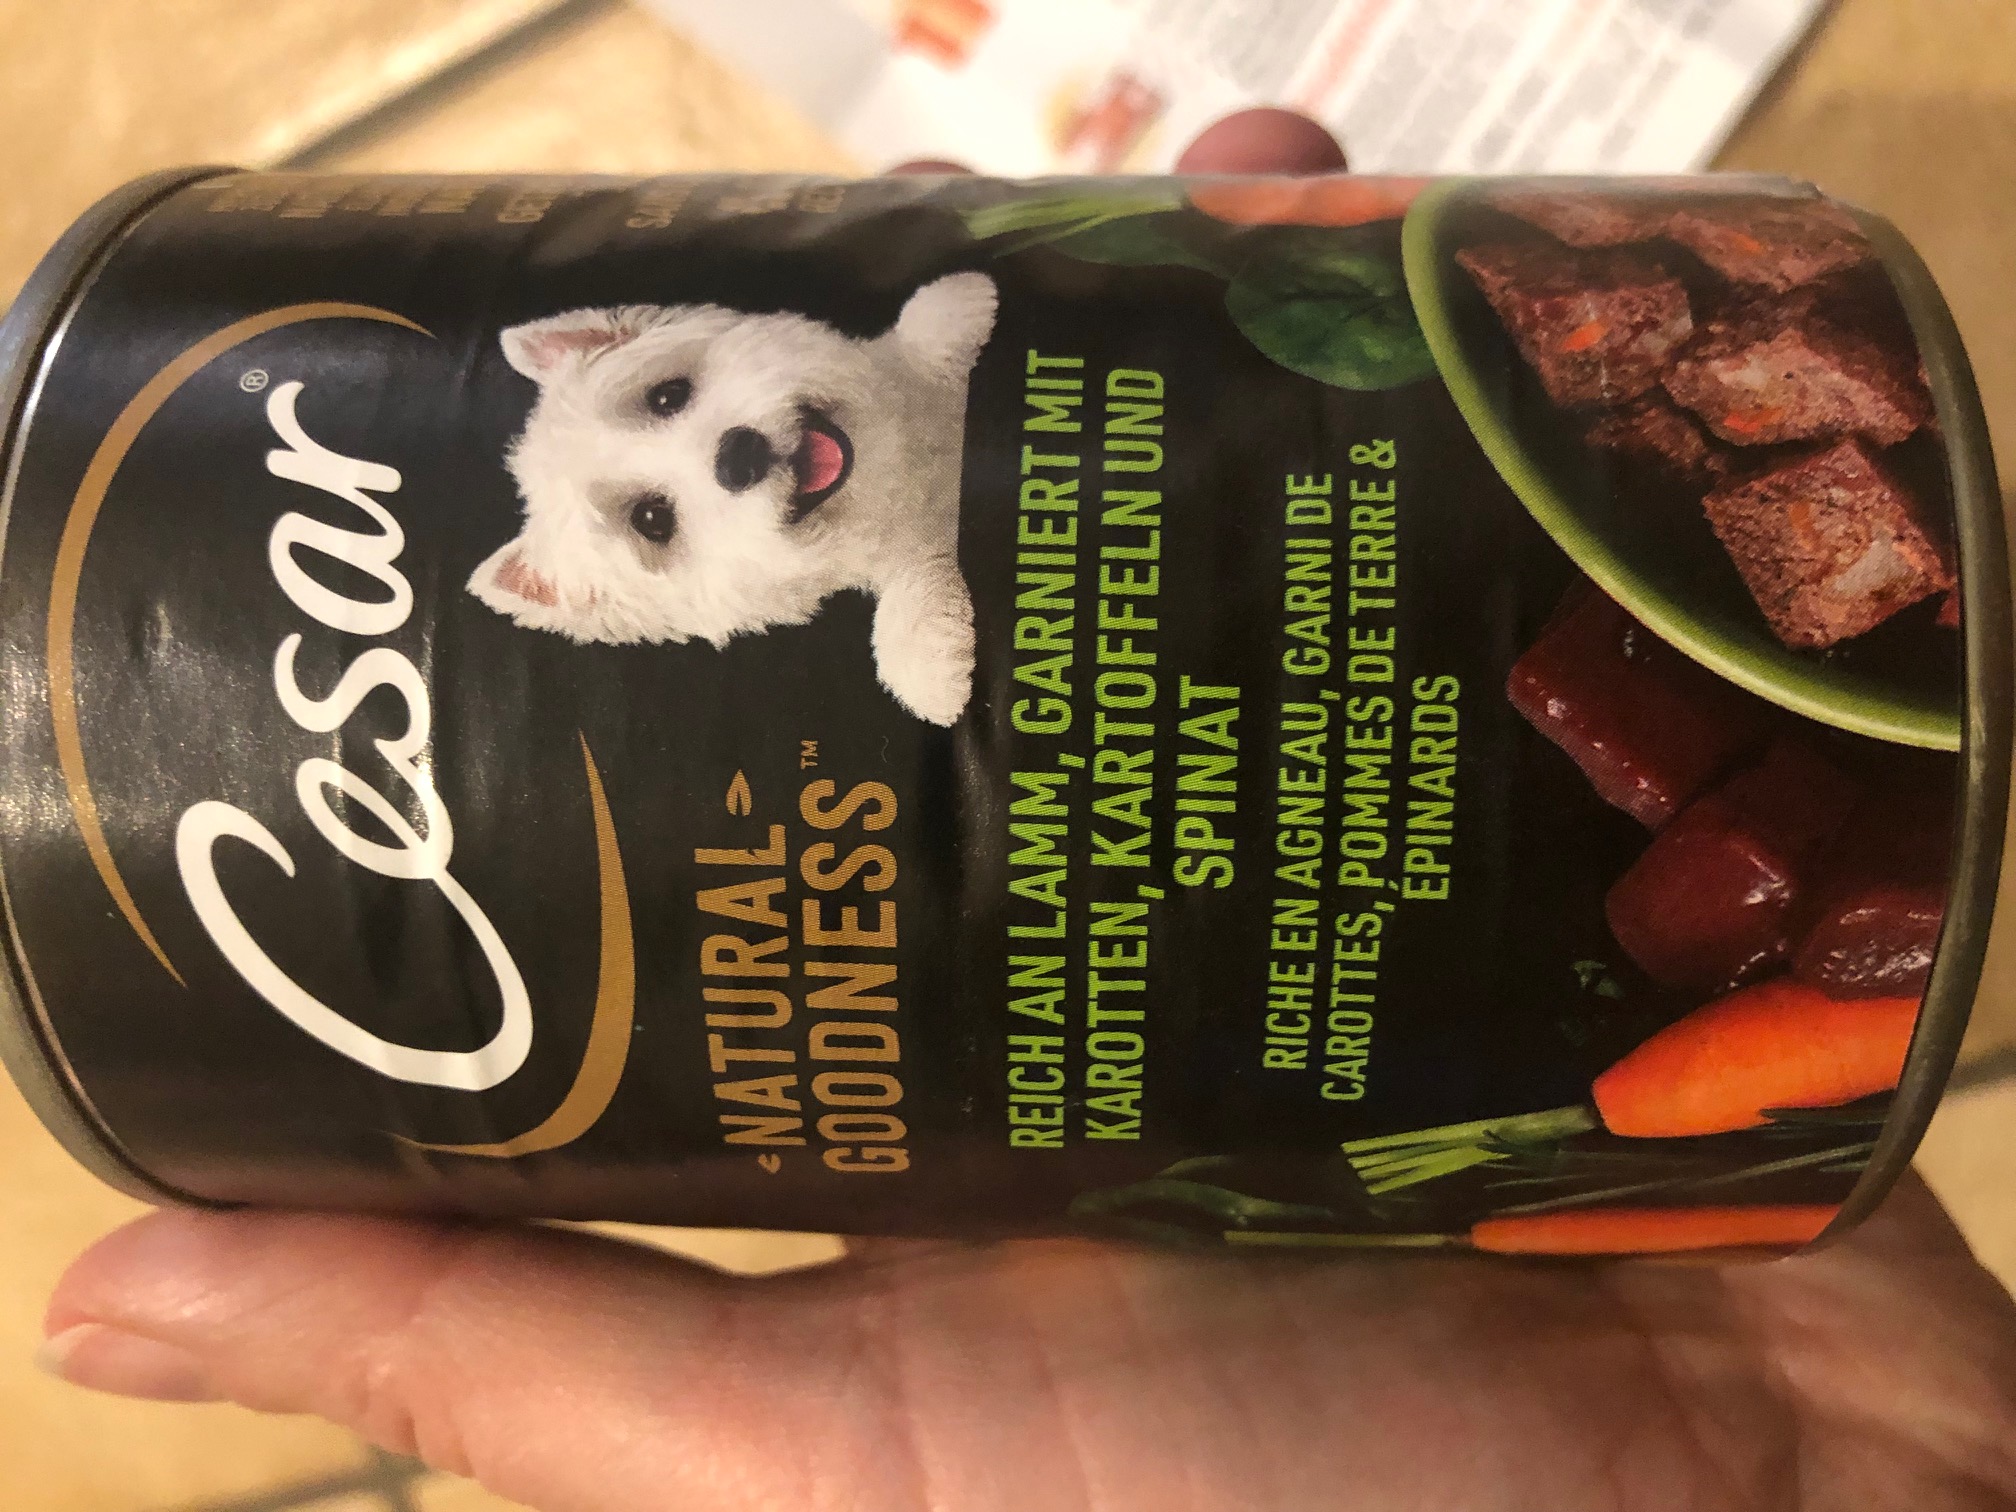 Cesar®
NATURAL
GOODNESS™
REICH AN LAMM, GARNIERT MIT
KAROTTEN, KARTOFFELN UND
SPINAT
RICHE EN AGNEAU, GARNI DE
CAROTTES, POMMES DE TERRE &
ÉPINARDS